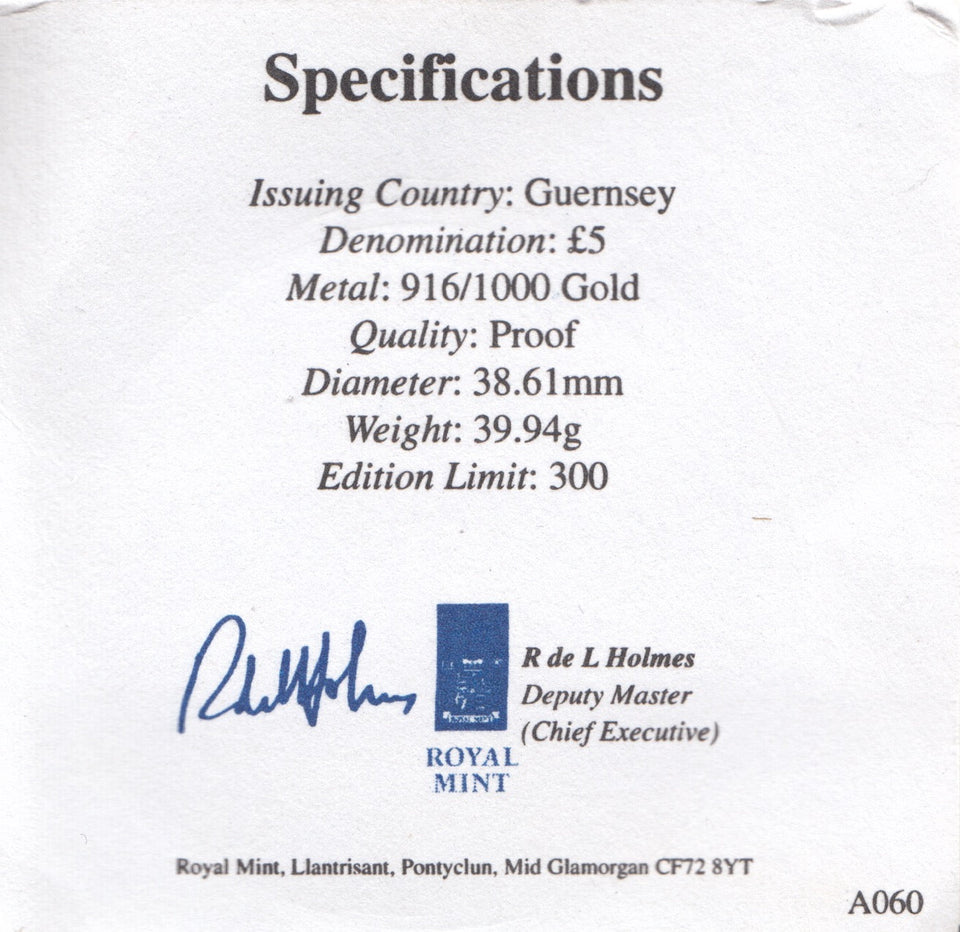 Specifications
Issuing Country: Guernsey
Denomination: £5
Metal: 916/1000 Gold
Quality: Proof
Diameter: 38.61mm
Weight: 39.94g
Edition Limit: 300
R de L Holmes
Deputy Master
(Chief Executive)
ROYAL MINT
ROYAL
MINT
Royal Mint, Llantrisant, Pontyclun, Mid Glamorgan CF72 8YT
A060